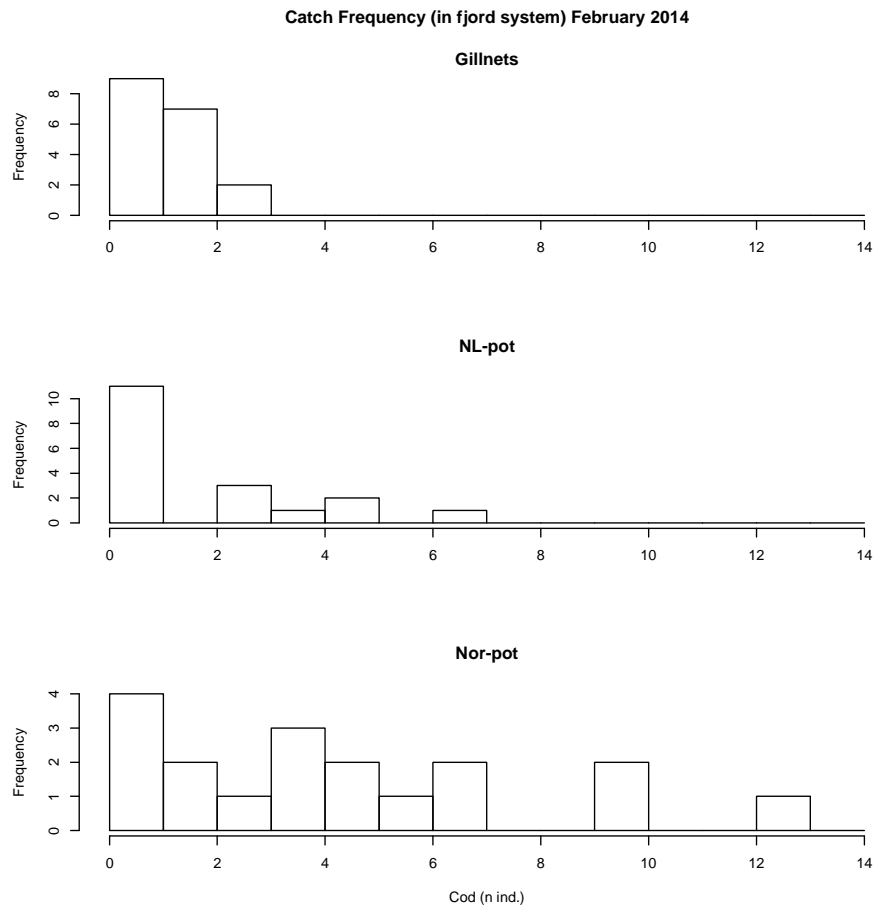 Catch Frequency (in fjord system) February 2014
Gillnets
Frequency
0 2 4 6 8
0 2 4 6 8 10 12 14
NL-pot
Frequency
0 2 4 6 8 10
0 2 4 6 8 10 12 14
Nor-pot
Frequency
0 1 2 3 4
0 2 4 6 8 10 12 14
Cod (n ind.)